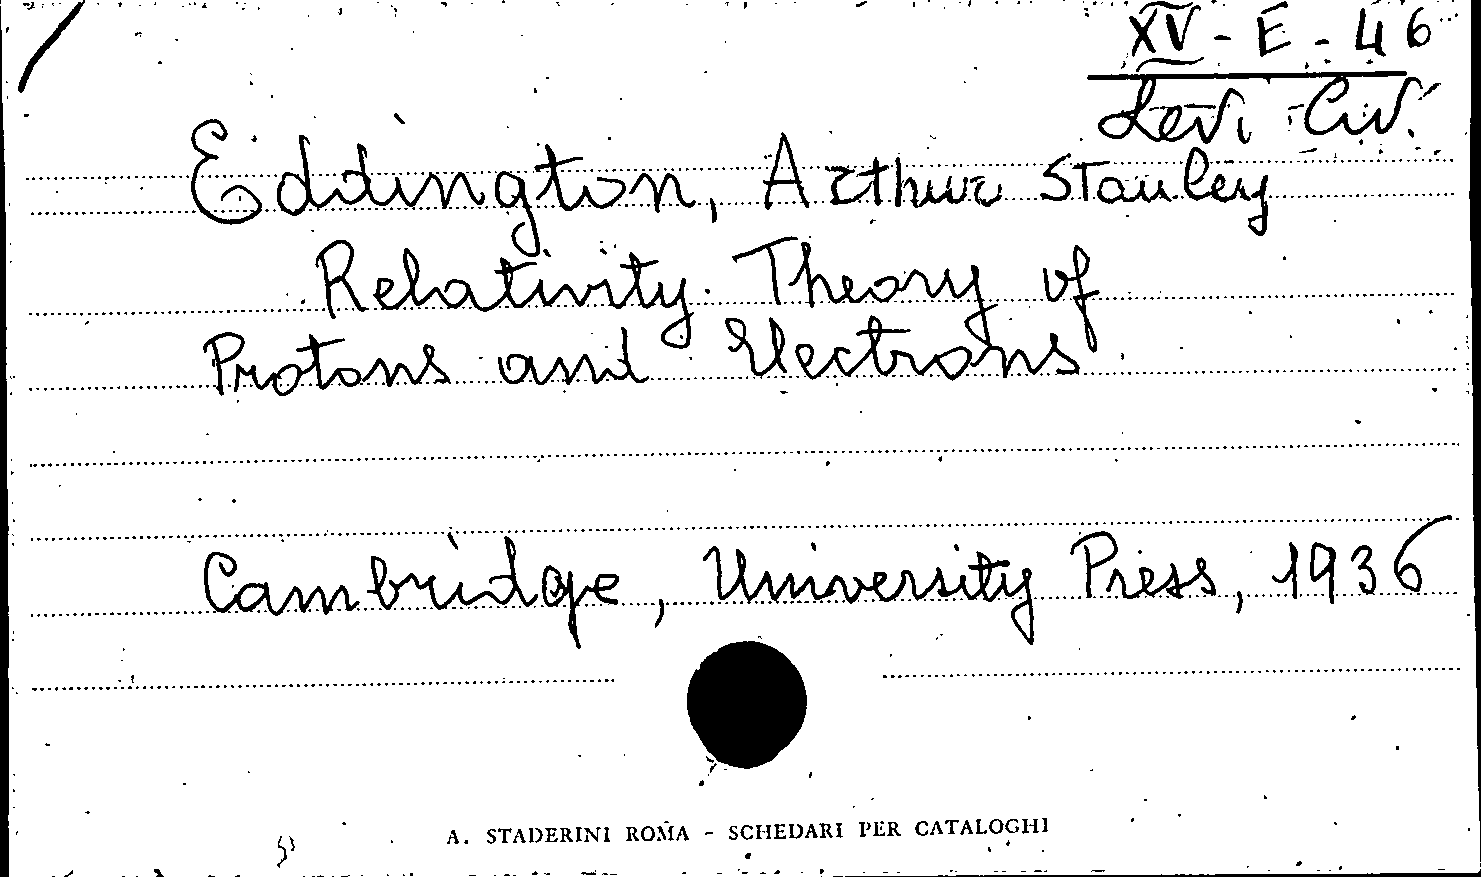 XV - E - 46
Levi Civ.
Eddington, Arthur Stanley
Relativity Theory of
Protons and Electrons
Cambridge, University Press, 1936
A. STADERINI ROMA - SCHEDARI PER CATALOGHI